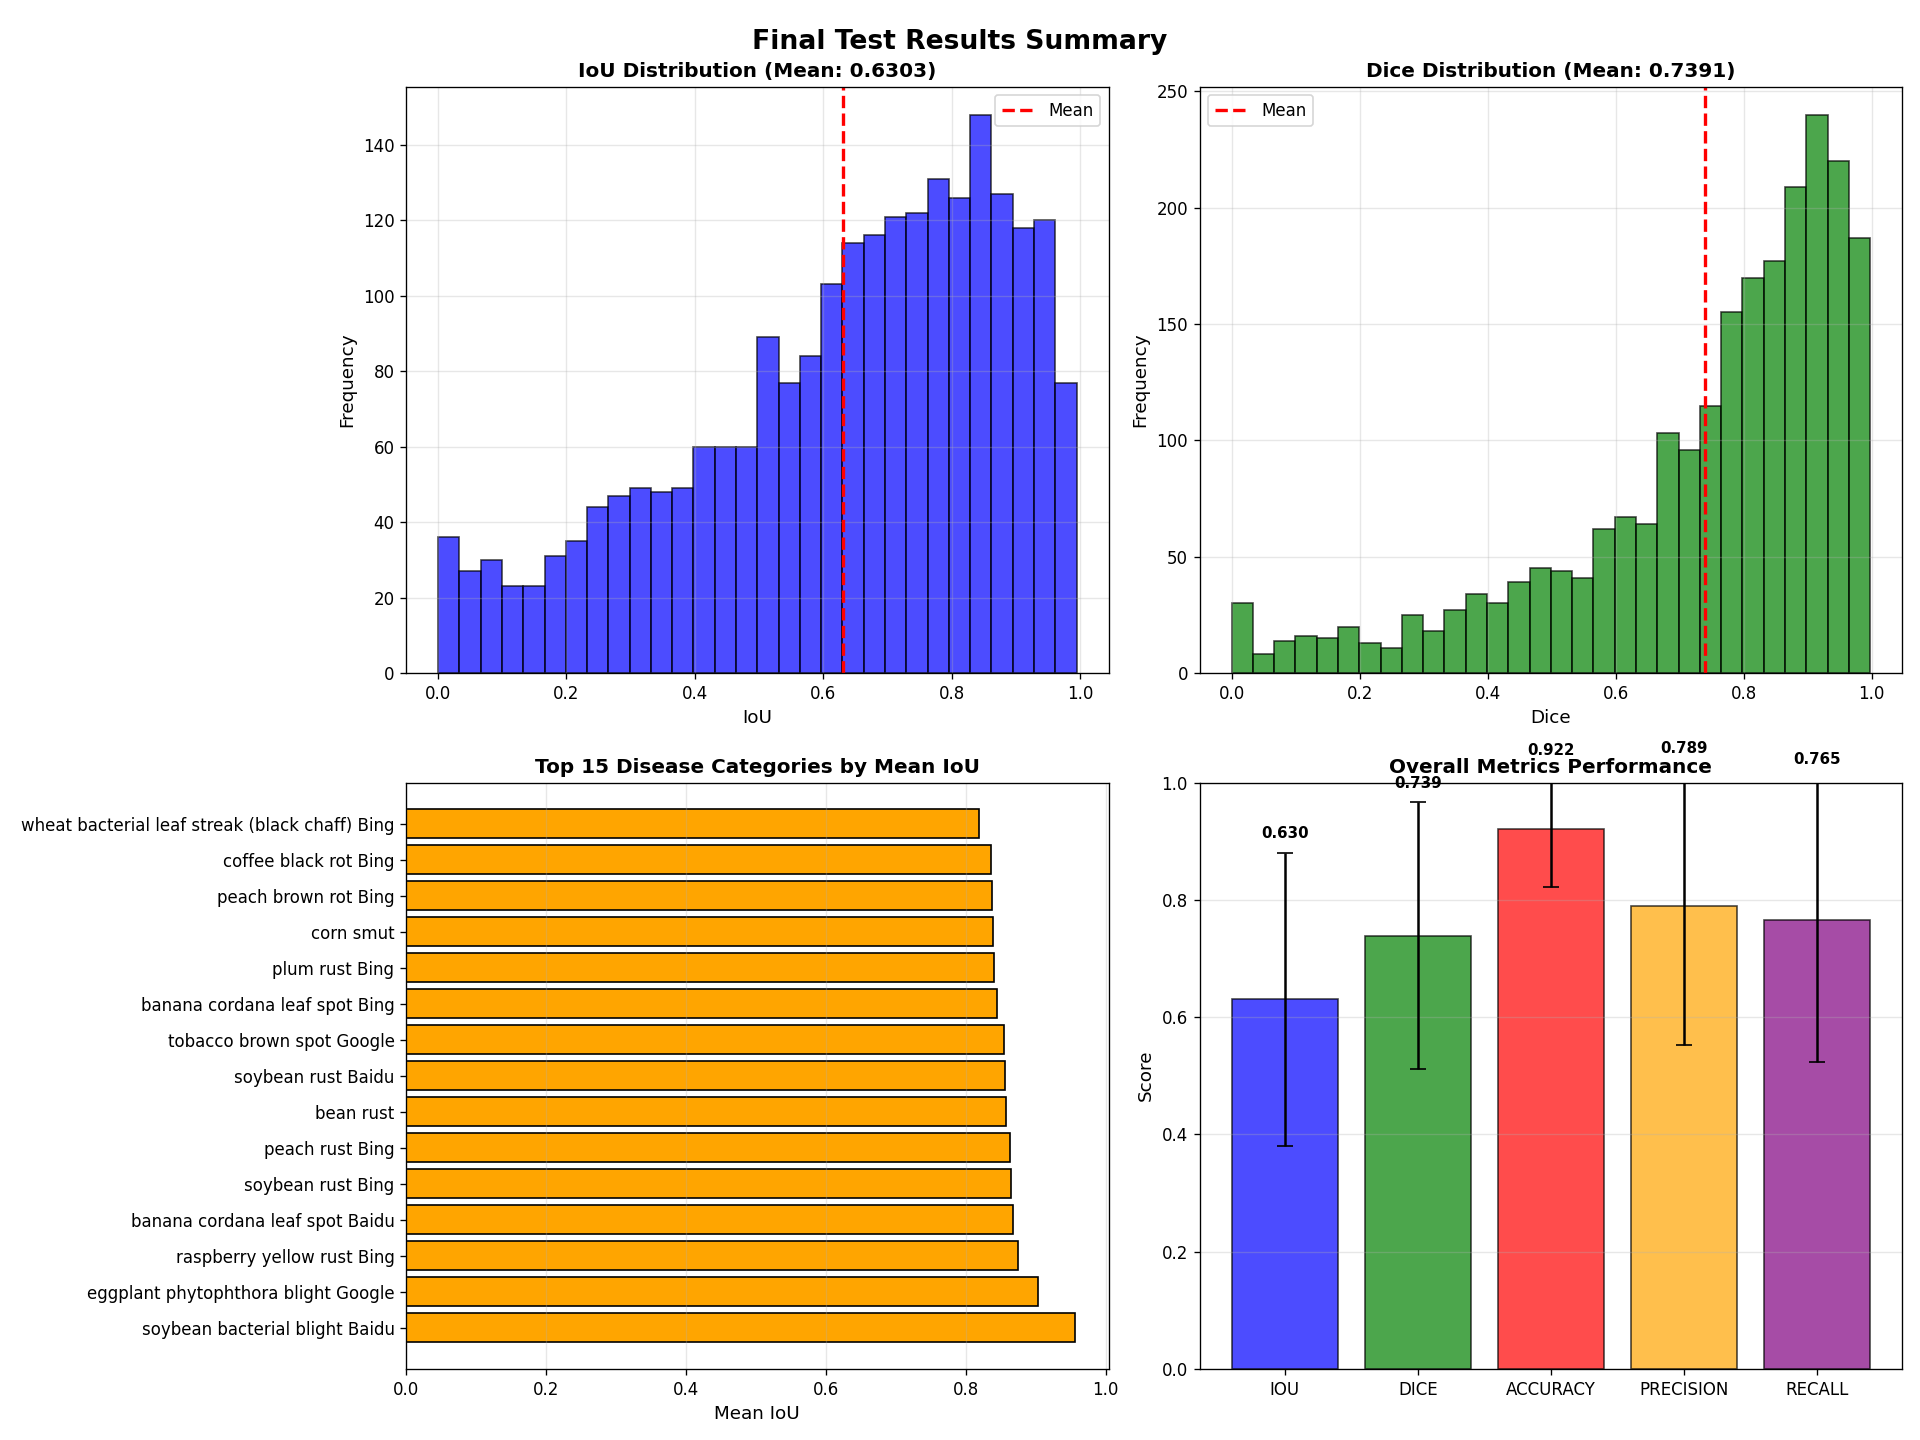 Final Test Results Summary
IoU Distribution (Mean: 0.6303)
Mean
Frequency
140
120
100
80
60
40
20
0
0.0 0.2 0.4 0.6 0.8 1.0
IoU
Dice Distribution (Mean: 0.7391)
Mean
Frequency
250
200
150
100
50
0
0.0 0.2 0.4 0.6 0.8 1.0
Dice
Top 15 Disease Categories by Mean IoU
wheat bacterial leaf streak (black chaff) Bing
coffee black rot Bing
peach brown rot Bing
corn smut
plum rust Bing
banana cordana leaf spot Bing
tobacco brown spot Google
soybean rust Baidu
bean rust
peach rust Bing
soybean rust Bing
banana cordana leaf spot Baidu
raspberry yellow rust Bing
eggplant phytophthora blight Google
soybean bacterial blight Baidu
0.0 0.2 0.4 0.6 0.8 1.0
Mean IoU
Overall Metrics Performance
0.630
0.739
0.922
0.789
0.765
Score
1.0
0.8
0.6
0.4
0.2
0.0
IOU DICE ACCURACY PRECISION RECALL